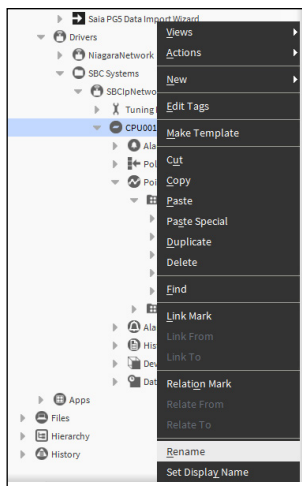 Saia PG5 Data Import Wizard
Drivers
NiagaraNetwork
SBC Systems
SBCIpNetwo
Tuning
CPU001
Ala
Pol
Poi
Ala
His
Dev
Dat
Apps
Files
Hierarchy
History
Views
Actions
New
Edit Tags
Make Template
Cut
Copy
Paste
Paste Special
Duplicate
Delete
Find
Link Mark
Link From
Link To
Relation Mark
Relate From
Relate To
Rename
Set Display Name